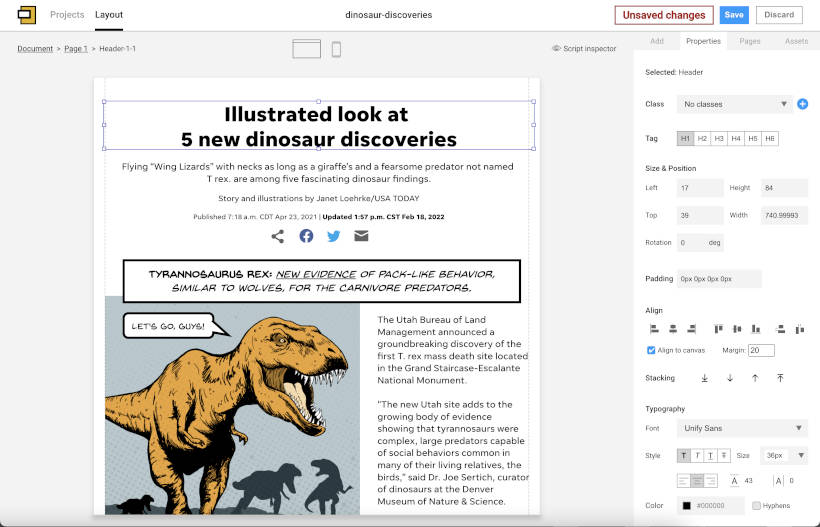 Projects Layout dinosaur-discoveries Unsaved changes Save Discard
Document > Page 1 > Header-1-1 Script inspector
Add Properties Pages Assets
Illustrated look at
5 new dinosaur discoveries
Flying “Wing Lizards” with necks as long as a giraffe’s and a fearsome predator not named
T rex. are among five fascinating dinosaur findings.
Story and illustrations by Janet Loehrke/USA TODAY
Published 7:18 a.m. CDT Apr 23, 2021 | Updated 1:57 p.m. CST Feb 18, 2022
TYRANNOSAURUS REX: NEW EVIDENCE OF PACK-LIKE BEHAVIOR,
SIMILAR TO WOLVES, FOR THE CARNIVORE PREDATORS.
LET'S GO, GUYS!
The Utah Bureau of Land
Management announced a
groundbreaking discovery of the
first T. rex mass death site located
in the Grand Staircase-Escalante
National Monument.
“The new Utah site adds to the
growing body of evidence
showing that tyrannosaurs were
complex, large predators capable
of social behaviors common in
many of their living relatives, the
birds,” said Dr. Joe Sertich, curator
of dinosaurs at the Denver
Museum of Nature & Science.
Selected: Header
Class No classes
Tag H1 H2 H3 H4 H5 H6
Size & Position
Left 17 Height 84
Top 39 Width 740.99993
Rotation 0 deg
Padding 0px 0px 0px 0px
Align
Align to canvas Margin: 20
Stacking
Typography
Font Unify Sans
Style T T T T Size 36px
A 43 |A| 0
Color #000000 Hyphens